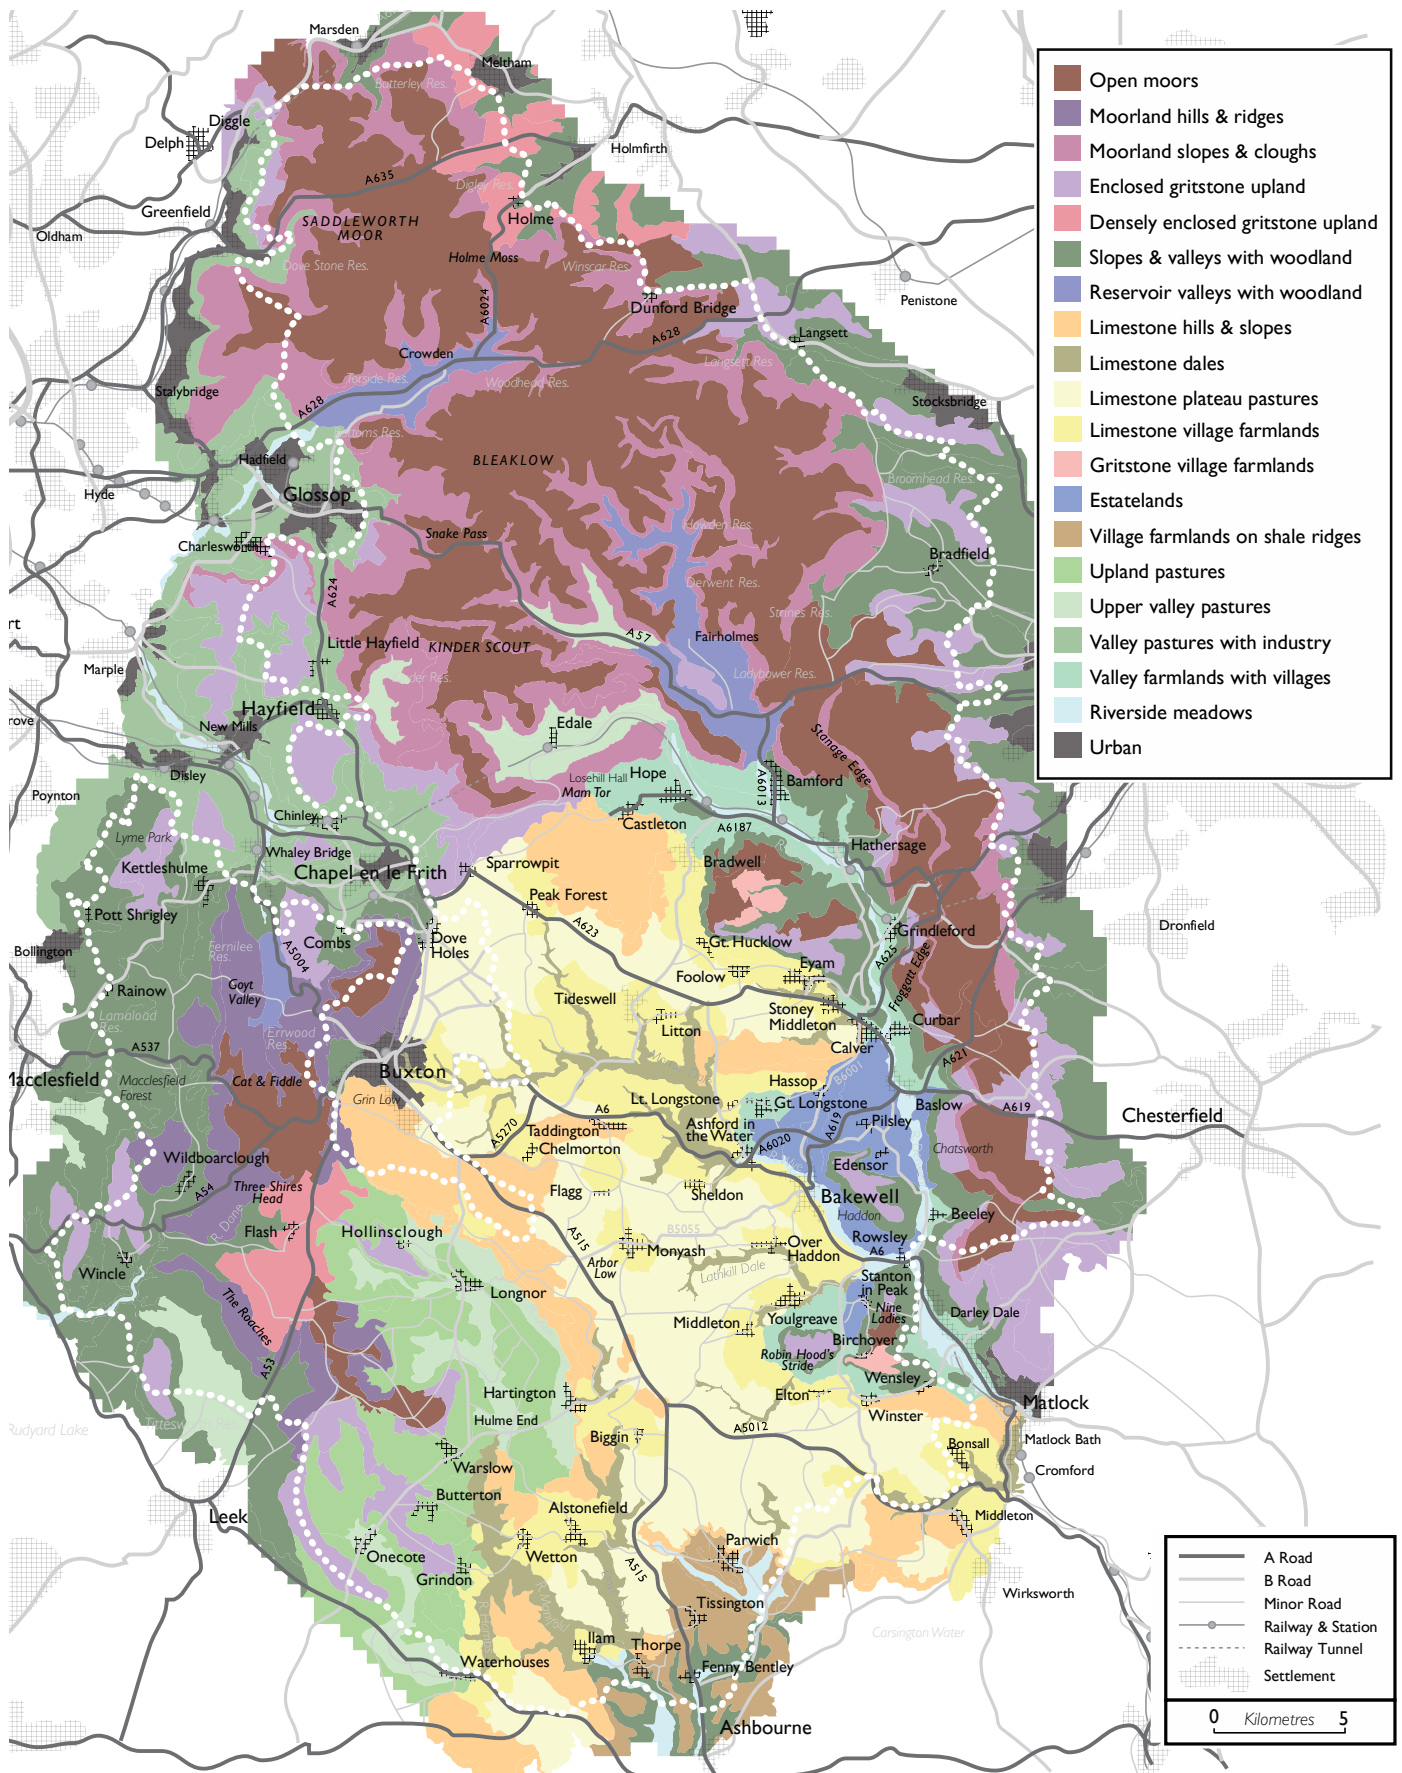 Marsden
Meltham
Butterley Res.
Diggle
Delph
Holmfirth
A635
Digley Res.
Greenfield
Holme
SADDLEWORTH
MOOR
Oldham
Holme Moss
Dove Stone Res.
Winscar Res.
Penistone
A6024
Dunford Bridge
A628
Langsett
Crowden
Langsett Res.
Torside Res.
Woodhead Res.
Stalybridge
A628
Stocksbridge
Bottoms Res.
Hadfield
BLEAKLOW
Glossop
Hyde
Broomhead Res.
Snake Pass
Howden Res.
Charlesworth
Bradfield
A624
Derwent Res.
Strines Res.
A57
Fairholmes
Little Hayfield
KINDER SCOUT
Marple
Ladybower Res.
Hayfield
New Mills
Edale
Stanage Edge
Disley
Losehill Hall
Hope
Mam Tor
A6013
Bamford
Poynton
Chinley
Castleton
A6187
Lyme Park
Hathersage
Whaley Bridge
Kettleshulme
Chapel en le Frith
Sparrowpit
Bradwell
Peak Forest
Pott Shrigley
A623
Dronfield
Bollington
Fernilee
Res.
Combs
Dove
Holes
Gt. Hucklow
Grindleford
A5004
A625
Froggatt Edge
Foolow
Eyam
Rainow
Goyt
Valley
Tideswell
Lamaload
Res.
Litton
Stoney
Middleton
Curbar
Errwood
Res.
Calver
A537
A621
Macclesfield
Buxton
Macclesfield
Forest
Cat & Fiddle
Hassop
B6001
Grin Low
Lt. Longstone
Gt. Longstone
Baslow
A619
Chesterfield
A6
A5270
Taddington
Ashford in
the Water
A619
Pilsley
Chelmorton
A6020
Chatsworth
Wildboarclough
Edensor
A54
Three Shires
Head
Flagg
Sheldon
Bakewell
Haddon
Beeley
R. Dane
Flash
Hollinsclough
A515
B5055
Rowsley
A6
Monyash
Over
Haddon
Arbor
Low
Lathkill Dale
Wincle
Longnor
Stanton
in Peak
The Roaches
Nine
Ladies
Darley Dale
Middleton
Youlgreave
Birchover
Robin Hood's
Stride
A53
Wensley
Hartington
Elton
Winster
Matlock
Hulme End
Rudyard Lake
Biggin
A5012
Matlock Bath
Bonsall
Warslow
Cromford
Butterton
Alstonefield
Leek
Middleton
Parwich
Onecote
Wetton
Grindon
A515
Wirksworth
Tissington
R. Manifold
Carsington Water
Ilam
Thorpe
Waterhouses
Fenny Bentley
Ashbourne
Open moors
Moorland hills & ridges
Moorland slopes & cloughs
Enclosed gritstone upland
Densely enclosed gritstone upland
Slopes & valleys with woodland
Reservoir valleys with woodland
Limestone hills & slopes
Limestone dales
Limestone plateau pastures
Limestone village farmlands
Gritstone village farmlands
Estatelands
Village farmlands on shale ridges
Upland pastures
Upper valley pastures
Valley pastures with industry
Valley farmlands with villages
Riverside meadows
Urban
A Road
B Road
Minor Road
Railway & Station
Railway Tunnel
Settlement
0 Kilometres 5